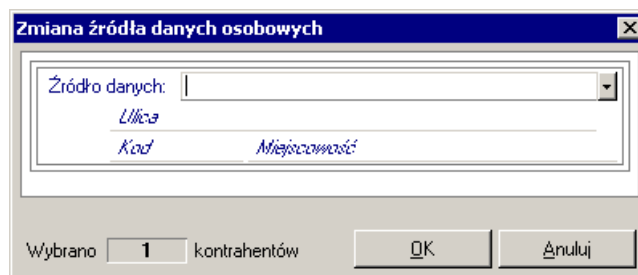 Zmiana źródła danych osobowych
Źródło danych:
Ulica
Kod Miejscowość
Wybrano 1 kontrahentów OK Anuluj